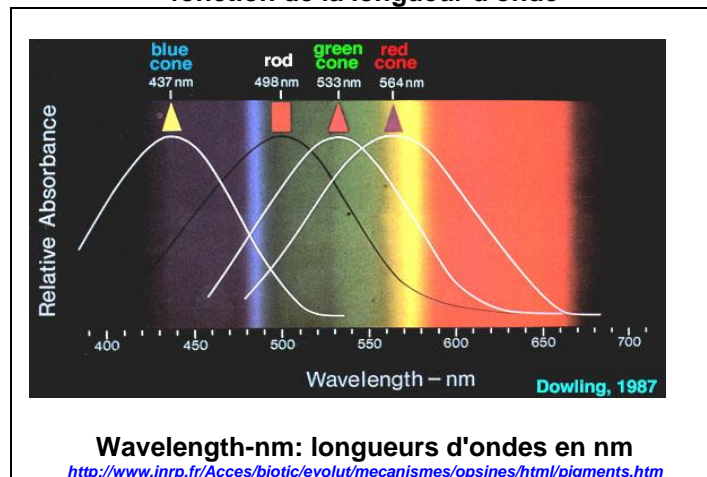 fonction de la longueur d'onde
blue cone
437 nm
rod
498 nm
green cone
533 nm
red cone
564 nm
Relative Absorbance
400 450 500 550 600 650 700
Wavelength – nm
Dowling, 1987
Wavelength-nm: longueurs d'ondes en nm
http://www.inrp.fr/Acces/biotic/evolut/mecanismes/opsines/html/pigments.htm